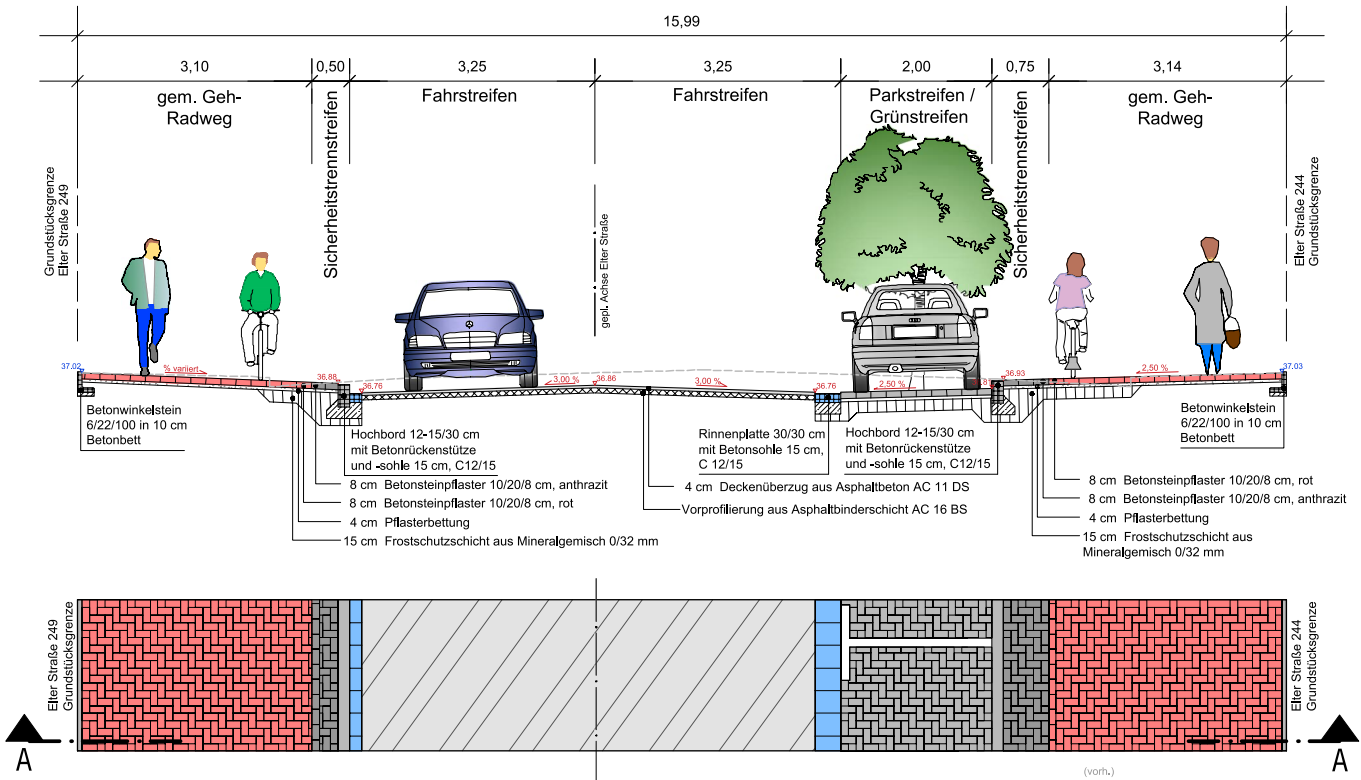 15,99
3,10
0,50
3,25
3,25
2,00
0,75
3,14
gem. Geh-
Radweg
Sicherheitstrennstreifen
Fahrstreifen
Fahrstreifen
Parkstreifen /
Grünstreifen
Sicherheitstrennstreifen
gem. Geh-
Radweg
Grundstücksgrenze
Elter Straße 249
gepl. Achse Elter Straße
Elter Straße 244
Grundstücksgrenze
37.02
% variiert
36.88
36.76
3,00 %
36.86
3,00 %
36.76
2,50 %
36.93
2,50 %
37.03
Betonwinkelstein
6/22/100 in 10 cm
Betonbett
Hochbord 12-15/30 cm
mit Betonrückenstütze
und -sohle 15 cm, C12/15
Rinnenplatte 30/30 cm
mit Betonsohle 15 cm,
C 12/15
Hochbord 12-15/30 cm
mit Betonrückenstütze
und -sohle 15 cm, C12/15
Betonwinkelstein
6/22/100 in 10 cm
Betonbett
8 cm Betonsteinpflaster 10/20/8 cm, anthrazit
8 cm Betonsteinpflaster 10/20/8 cm, rot
4 cm Pflasterbettung
15 cm Frostschutzschicht aus Mineralgemisch 0/32 mm
4 cm Deckenüberzug aus Asphaltbeton AC 11 DS
Vorprofilierung aus Asphaltbinderschicht AC 16 BS
8 cm Betonsteinpflaster 10/20/8 cm, rot
8 cm Betonsteinpflaster 10/20/8 cm, anthrazit
4 cm Pflasterbettung
15 cm Frostschutzschicht aus
Mineralgemisch 0/32 mm
Elter Straße 249
Grundstücksgrenze
Elter Straße 244
Grundstücksgrenze
A
A
(vorh.)